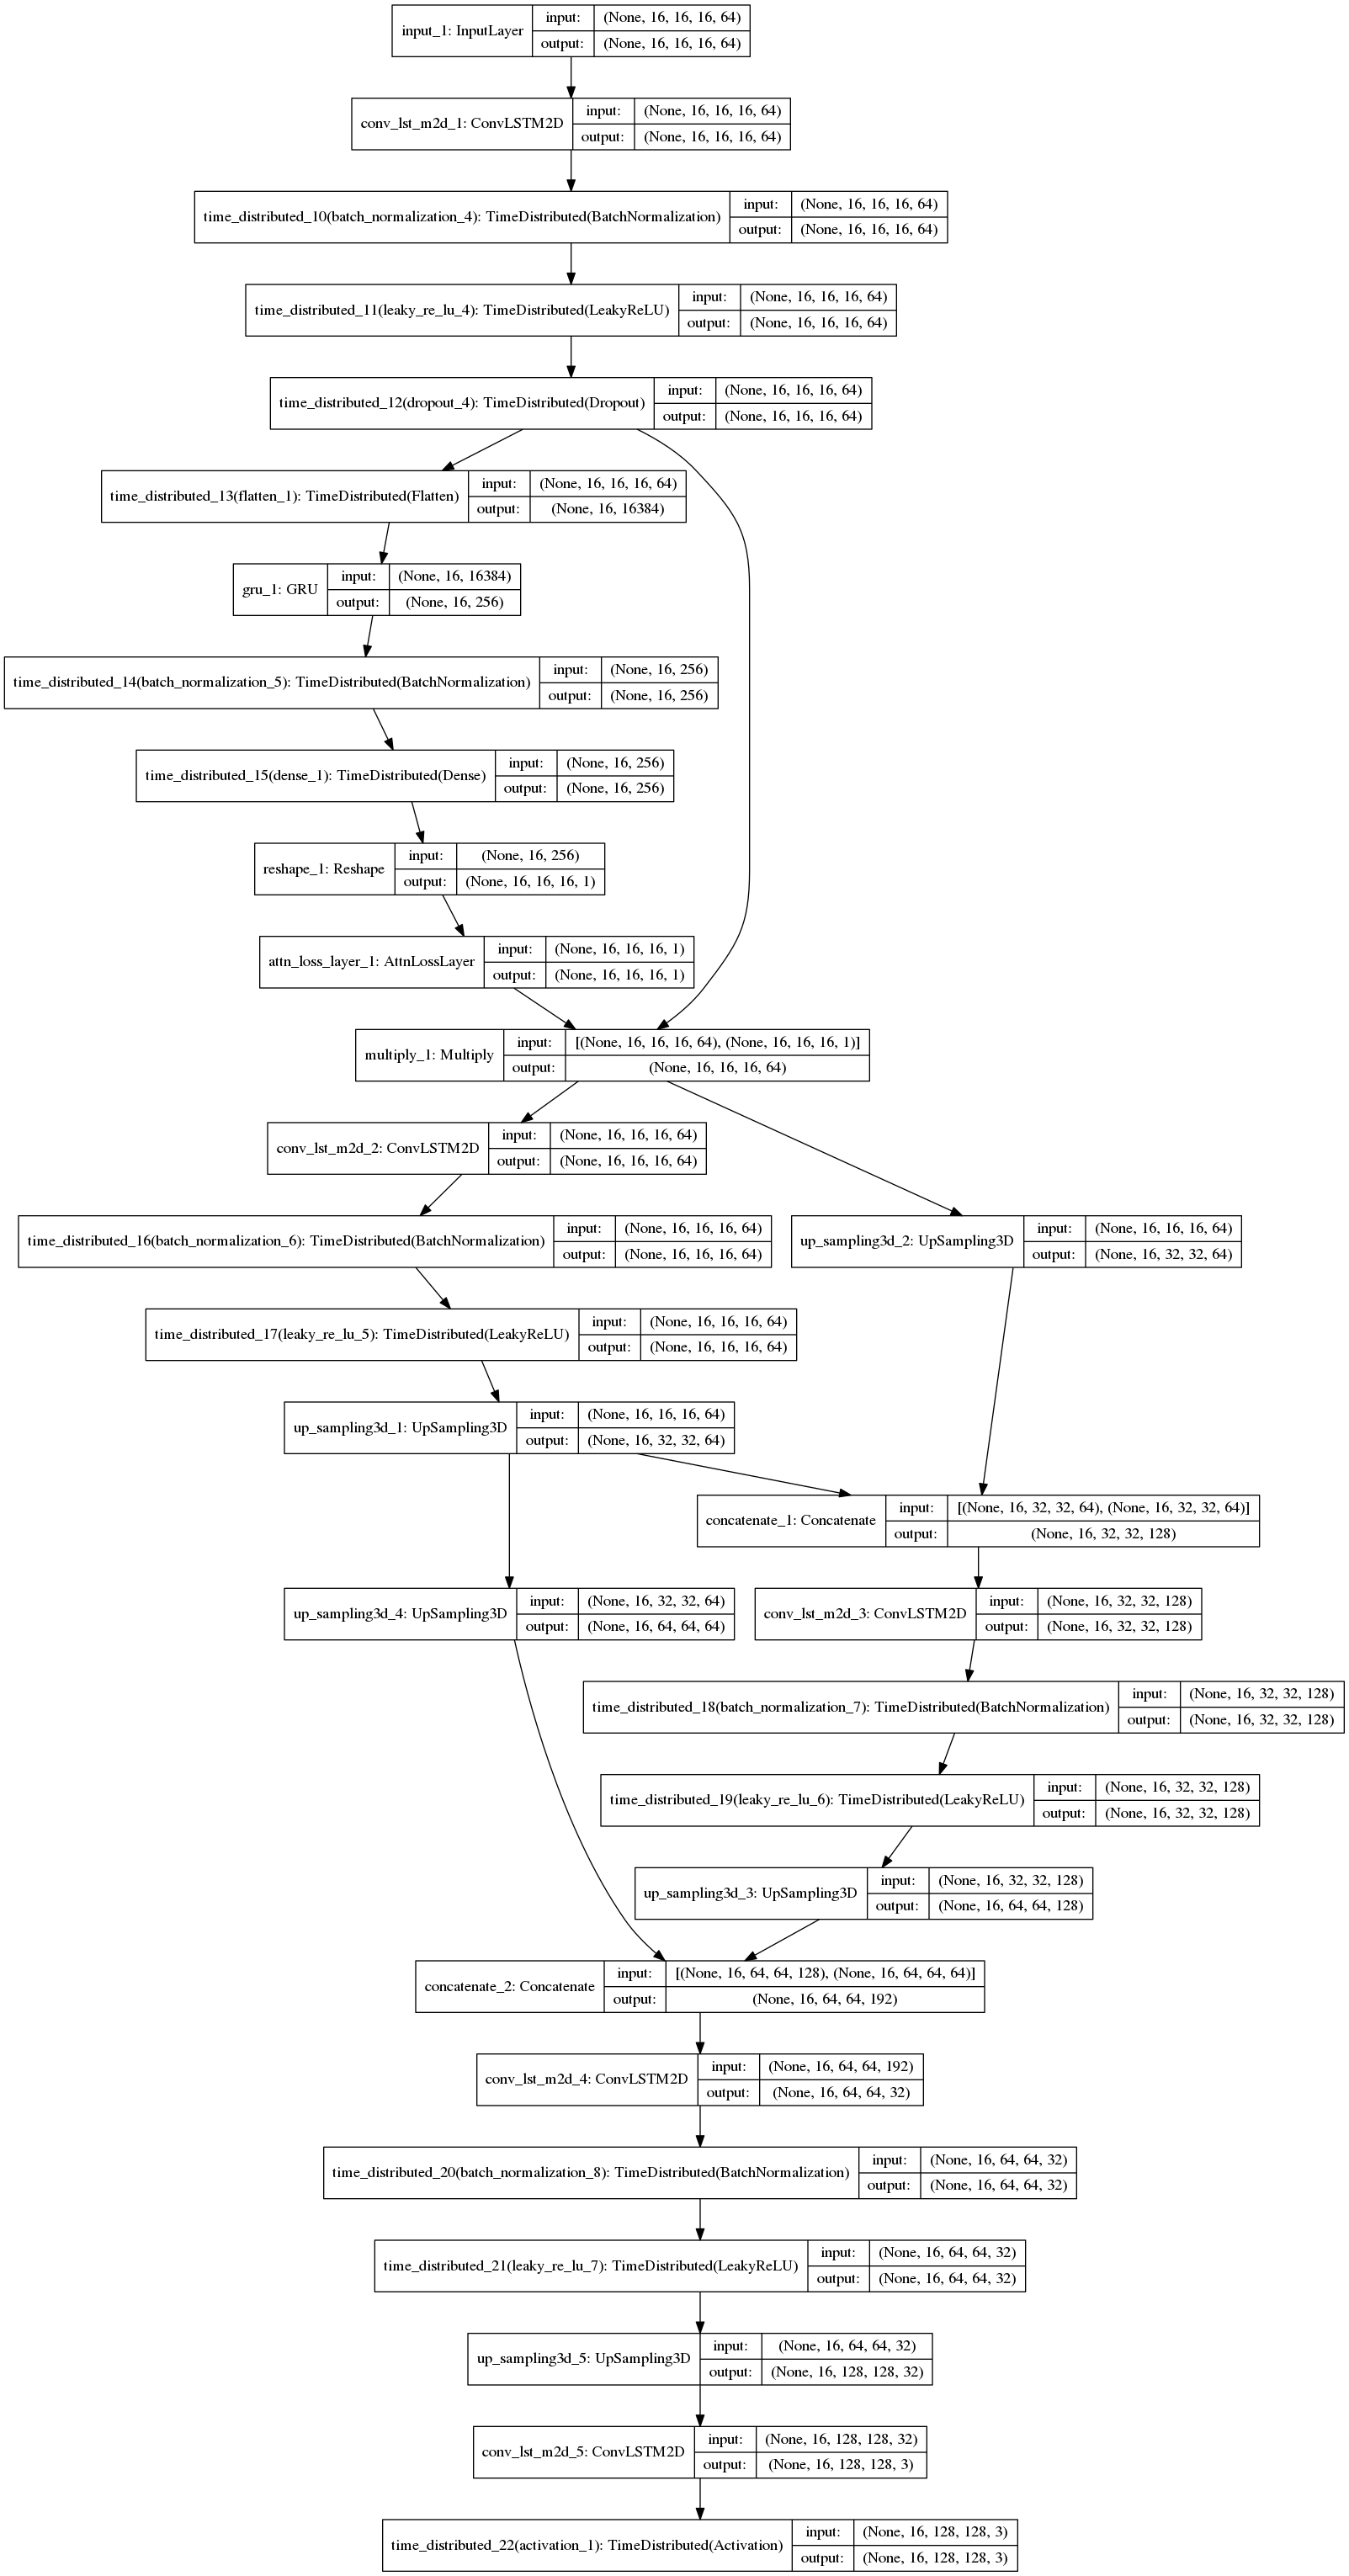 input_1: InputLayer
input: (None, 16, 16, 16, 64)
output: (None, 16, 16, 16, 64)
conv_lst_m2d_1: ConvLSTM2D
input: (None, 16, 16, 16, 64)
output: (None, 16, 16, 16, 64)
time_distributed_10(batch_normalization_4): TimeDistributed(BatchNormalization)
input: (None, 16, 16, 16, 64)
output: (None, 16, 16, 16, 64)
time_distributed_11(leaky_re_lu_4): TimeDistributed(LeakyReLU)
input: (None, 16, 16, 16, 64)
output: (None, 16, 16, 16, 64)
time_distributed_12(dropout_4): TimeDistributed(Dropout)
input: (None, 16, 16, 16, 64)
output: (None, 16, 16, 16, 64)
time_distributed_13(flatten_1): TimeDistributed(Flatten)
input: (None, 16, 16, 16, 64)
output: (None, 16, 16384)
gru_1: GRU
input: (None, 16, 16384)
output: (None, 16, 256)
time_distributed_14(batch_normalization_5): TimeDistributed(BatchNormalization)
input: (None, 16, 256)
output: (None, 16, 256)
time_distributed_15(dense_1): TimeDistributed(Dense)
input: (None, 16, 256)
output: (None, 16, 256)
reshape_1: Reshape
input: (None, 16, 256)
output: (None, 16, 16, 16, 1)
attn_loss_layer_1: AttnLossLayer
input: (None, 16, 16, 16, 1)
output: (None, 16, 16, 16, 1)
multiply_1: Multiply
input: [(None, 16, 16, 16, 64), (None, 16, 16, 16, 1)]
output: (None, 16, 16, 16, 64)
conv_lst_m2d_2: ConvLSTM2D
input: (None, 16, 16, 16, 64)
output: (None, 16, 16, 16, 64)
time_distributed_16(batch_normalization_6): TimeDistributed(BatchNormalization)
input: (None, 16, 16, 16, 64)
output: (None, 16, 16, 16, 64)
up_sampling3d_2: UpSampling3D
input: (None, 16, 16, 16, 64)
output: (None, 16, 32, 32, 64)
time_distributed_17(leaky_re_lu_5): TimeDistributed(LeakyReLU)
input: (None, 16, 16, 16, 64)
output: (None, 16, 16, 16, 64)
up_sampling3d_1: UpSampling3D
input: (None, 16, 16, 16, 64)
output: (None, 16, 32, 32, 64)
concatenate_1: Concatenate
input: [(None, 16, 32, 32, 64), (None, 16, 32, 32, 64)]
output: (None, 16, 32, 32, 128)
up_sampling3d_4: UpSampling3D
input: (None, 16, 32, 32, 64)
output: (None, 16, 64, 64, 64)
conv_lst_m2d_3: ConvLSTM2D
input: (None, 16, 32, 32, 128)
output: (None, 16, 32, 32, 128)
time_distributed_18(batch_normalization_7): TimeDistributed(BatchNormalization)
input: (None, 16, 32, 32, 128)
output: (None, 16, 32, 32, 128)
time_distributed_19(leaky_re_lu_6): TimeDistributed(LeakyReLU)
input: (None, 16, 32, 32, 128)
output: (None, 16, 32, 32, 128)
up_sampling3d_3: UpSampling3D
input: (None, 16, 32, 32, 128)
output: (None, 16, 64, 64, 128)
concatenate_2: Concatenate
input: [(None, 16, 64, 64, 128), (None, 16, 64, 64, 64)]
output: (None, 16, 64, 64, 192)
conv_lst_m2d_4: ConvLSTM2D
input: (None, 16, 64, 64, 192)
output: (None, 16, 64, 64, 32)
time_distributed_20(batch_normalization_8): TimeDistributed(BatchNormalization)
input: (None, 16, 64, 64, 32)
output: (None, 16, 64, 64, 32)
time_distributed_21(leaky_re_lu_7): TimeDistributed(LeakyReLU)
input: (None, 16, 64, 64, 32)
output: (None, 16, 64, 64, 32)
up_sampling3d_5: UpSampling3D
input: (None, 16, 64, 64, 32)
output: (None, 16, 128, 128, 32)
conv_lst_m2d_5: ConvLSTM2D
input: (None, 16, 128, 128, 32)
output: (None, 16, 128, 128, 3)
time_distributed_22(activation_1): TimeDistributed(Activation)
input: (None, 16, 128, 128, 3)
output: (None, 16, 128, 128, 3)